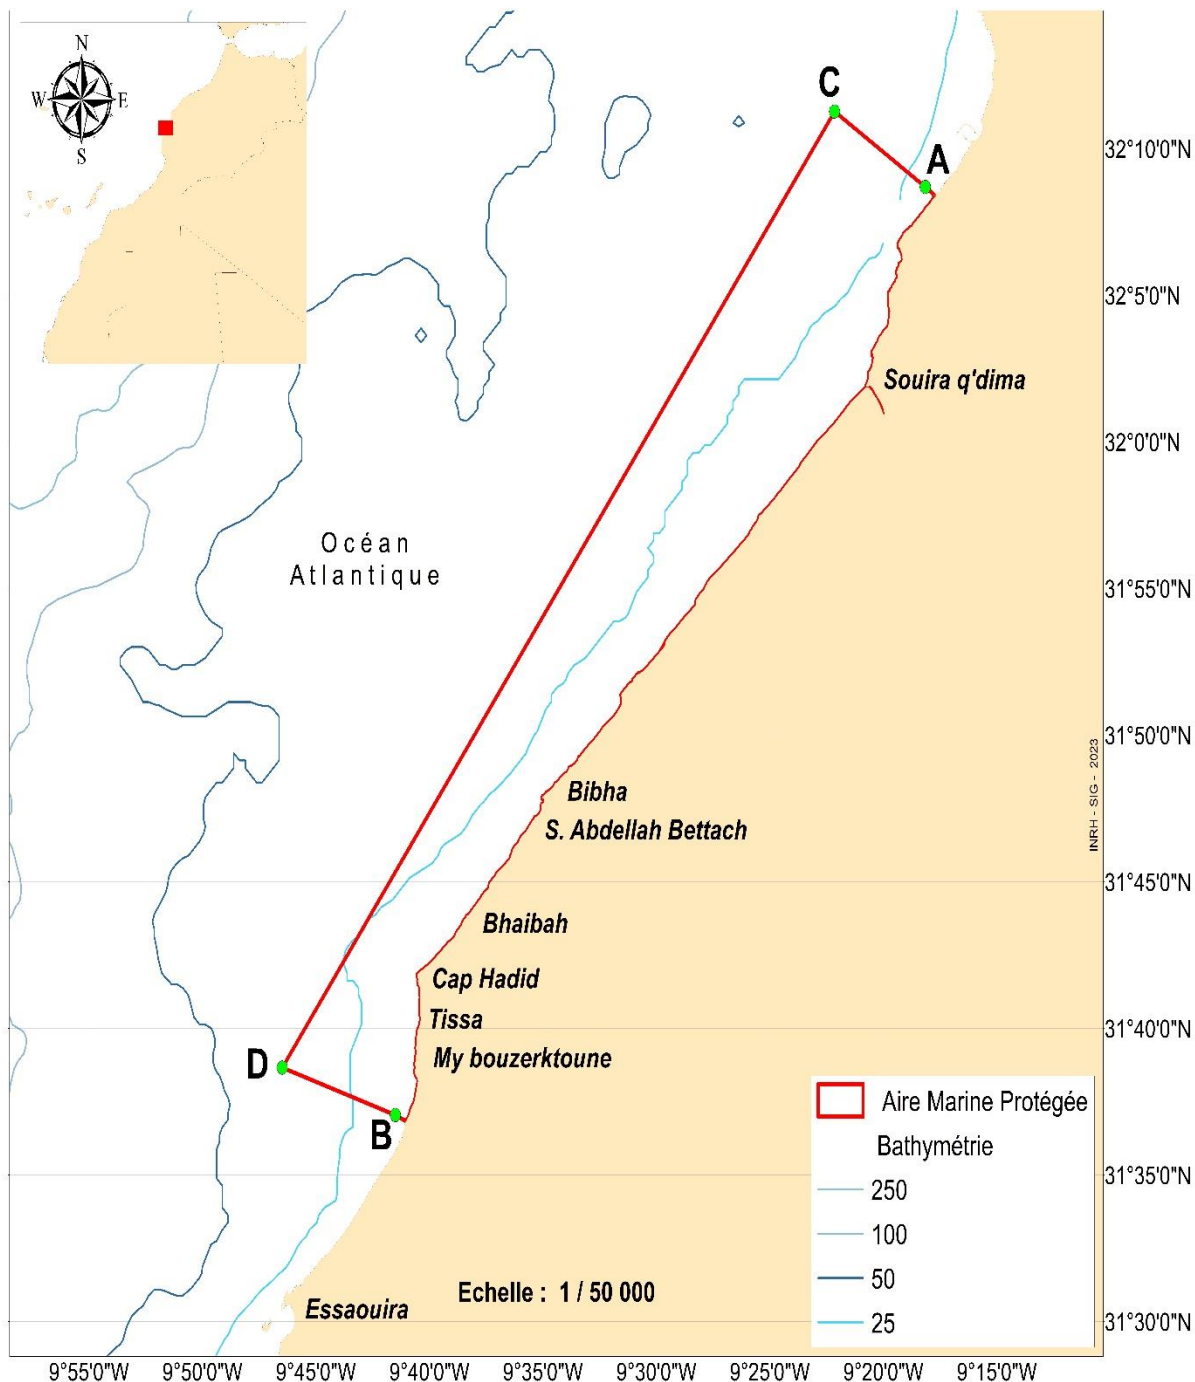 N
W E
S
C
A
32°10'0"N
32°5'0"N
Souira q'dima
32°0'0"N
Océan
Atlantique
31°55'0"N
31°50'0"N
INRH - SIG - 2023
Bibha
S. Abdellah Bettach
31°45'0"N
Bhaibah
Cap Hadid
Tissa
31°40'0"N
My bouzerktoune
D
B
Aire Marine Protégée
Bathymétrie
31°35'0"N
250
100
50
25
Echelle : 1 / 50 000
Essaouira
31°30'0"N
9°55'0"W 9°50'0"W 9°45'0"W 9°40'0"W 9°35'0"W 9°30'0"W 9°25'0"W 9°20'0"W 9°15'0"W